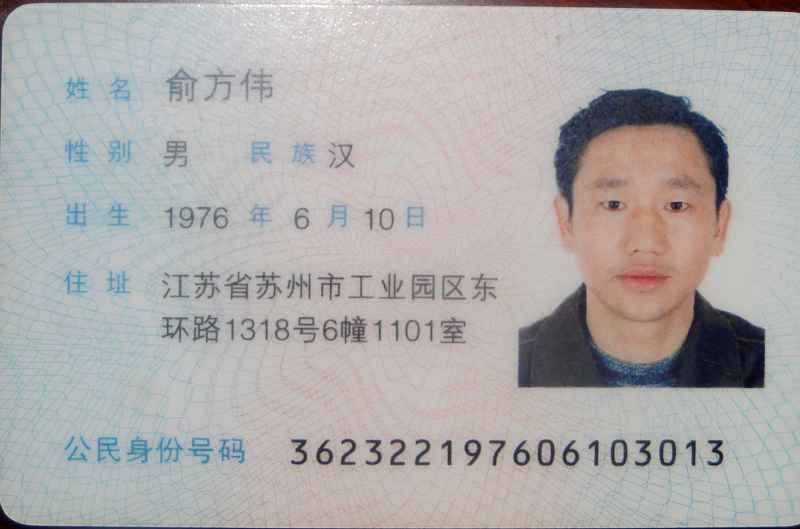 姓名 俞方伟
性别 男 民族 汉
出生 1976 年 6 月 10 日
住址 江苏省苏州市工业园区东
环路1318号6幢1101室
公民身份号码 362322197606103013